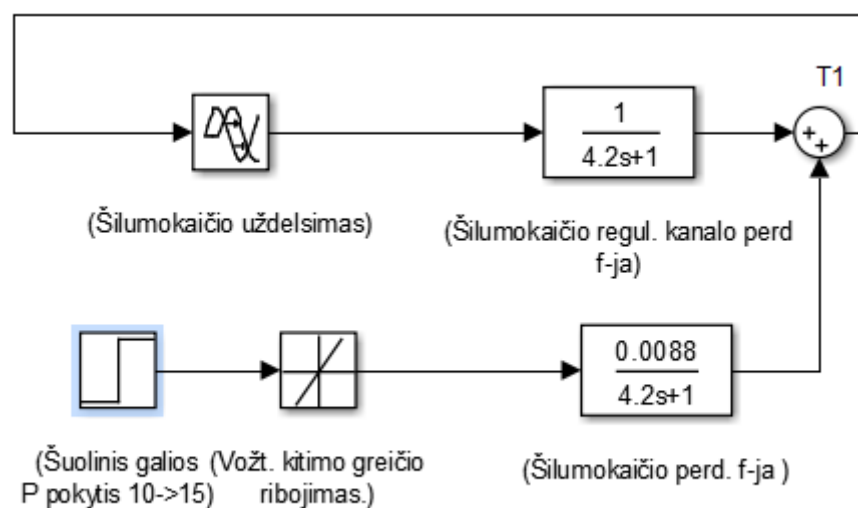 T1
1
4.2s+1
(Šilumokaičio uždelsimas)
(Šilumokaičio regul. kanalo perd
f-ja)
0.0088
4.2s+1
(Šuolinis galios
P pokytis 10->15)
(Vožt. kitimo greičio
ribojimas.)
(Šilumokaičio perd. f-ja )